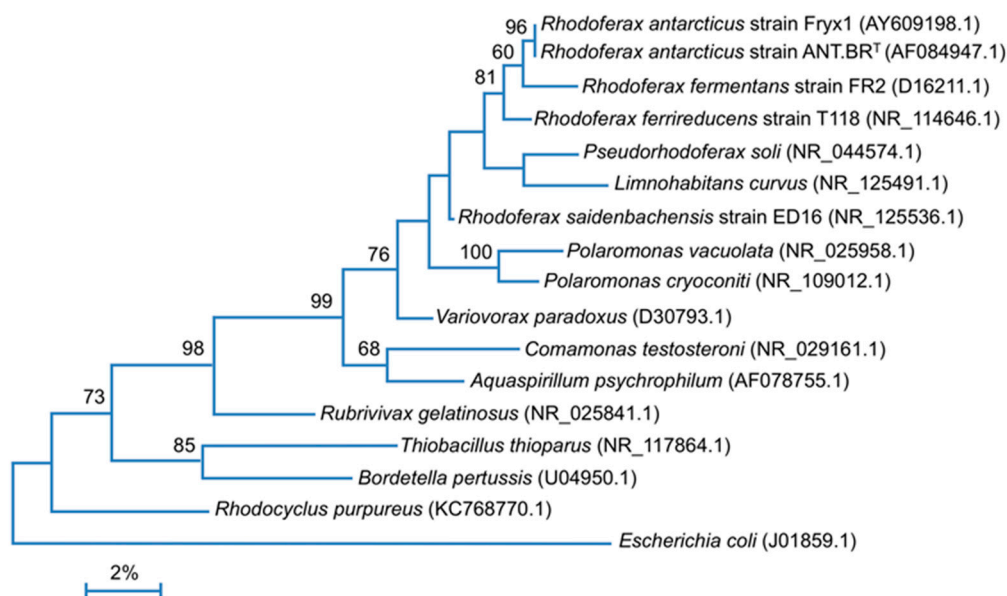 96
Rhodoferax antarcticus strain Fryx1 (AY609198.1)
60
Rhodoferax antarcticus strain ANT.BRᵀ (AF084947.1)
81
Rhodoferax fermentans strain FR2 (D16211.1)
Rhodoferax ferrireducens strain T118 (NR_114646.1)
Pseudorhodoferax soli (NR_044574.1)
Limnohabitans curvus (NR_125491.1)
Rhodoferax saidenbachensis strain ED16 (NR_125536.1)
76
100
Polaromonas vacuolata (NR_025958.1)
Polaromonas cryoconiti (NR_109012.1)
99
Variovorax paradoxus (D30793.1)
98
68
Comamonas testosteroni (NR_029161.1)
Aquaspirillum psychrophilum (AF078755.1)
73
Rubrivivax gelatinosus (NR_025841.1)
85
Thiobacillus thioparus (NR_117864.1)
Bordetella pertussis (U04950.1)
Rhodocyclus purpureus (KC768770.1)
Escherichia coli (J01859.1)
2%